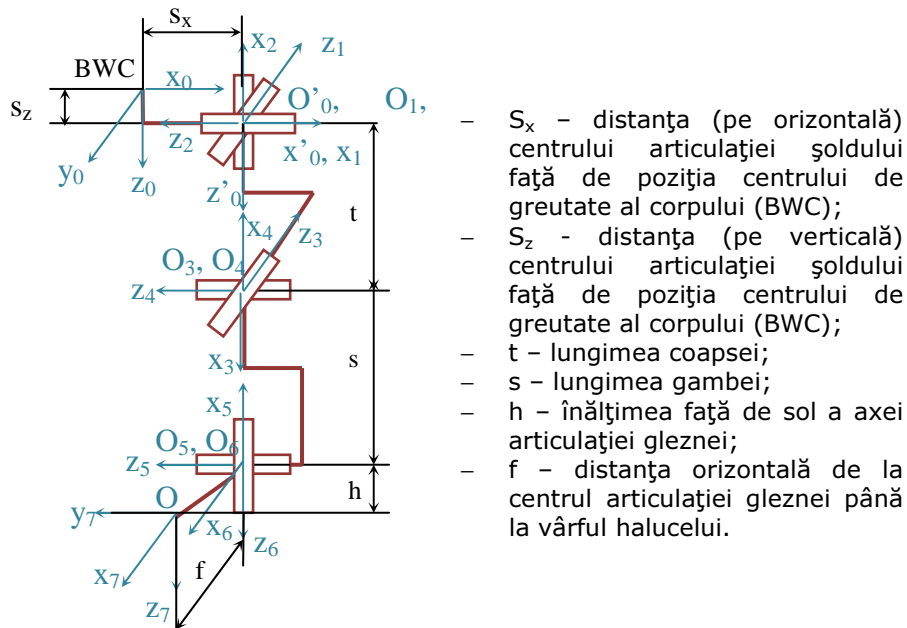 sₓ
x₂
z₁
BWC
x₀
s_z
O'₀,
O₁,
z₂
x'₀, x₁
y₀
z₀
z'₀
t
x₄
z₃
O₃, O₄
z₄
x₃
s
x₅
O₅, O₆
z₅
h
O
y₇
x₆
z₆
x₇
f
z₇
– Sₓ – distanţa (pe orizontală)
centrului articulaţiei şoldului
faţă de poziţia centrului de
greutate al corpului (BWC);
– S_z - distanţa (pe verticală)
centrului articulaţiei şoldului
faţă de poziţia centrului de
greutate al corpului (BWC);
– t – lungimea coapsei;
– s – lungimea gambei;
– h – înălţimea faţă de sol a axei
articulaţiei gleznei;
– f – distanţa orizontală de la
centrul articulaţiei gleznei până
la vârful halucelui.